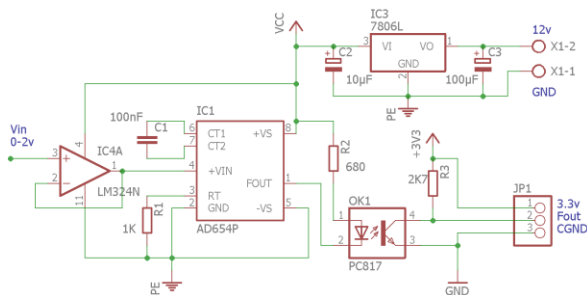 IC3
7806L
VCC
12v
3 VI VO 1
GND
2
C2
10µF
C3
100µF
X1-2
X1-1
GND
PE
100nF
C1
IC1
6 CT1 +VS 8
7 CT2
4 +VIN
FOUT 1
3 RT
2 GND -VS 5
AD654P
Vin
0-2v
4
3 +
IC4A
1
2 -
LM324N
11
R1
1K
PE
R2
680
+3V3
R3
2K7
OK1
1 4
2 3
PC817
GND
JP1
1 3.3v
2 Fout
3 CGND